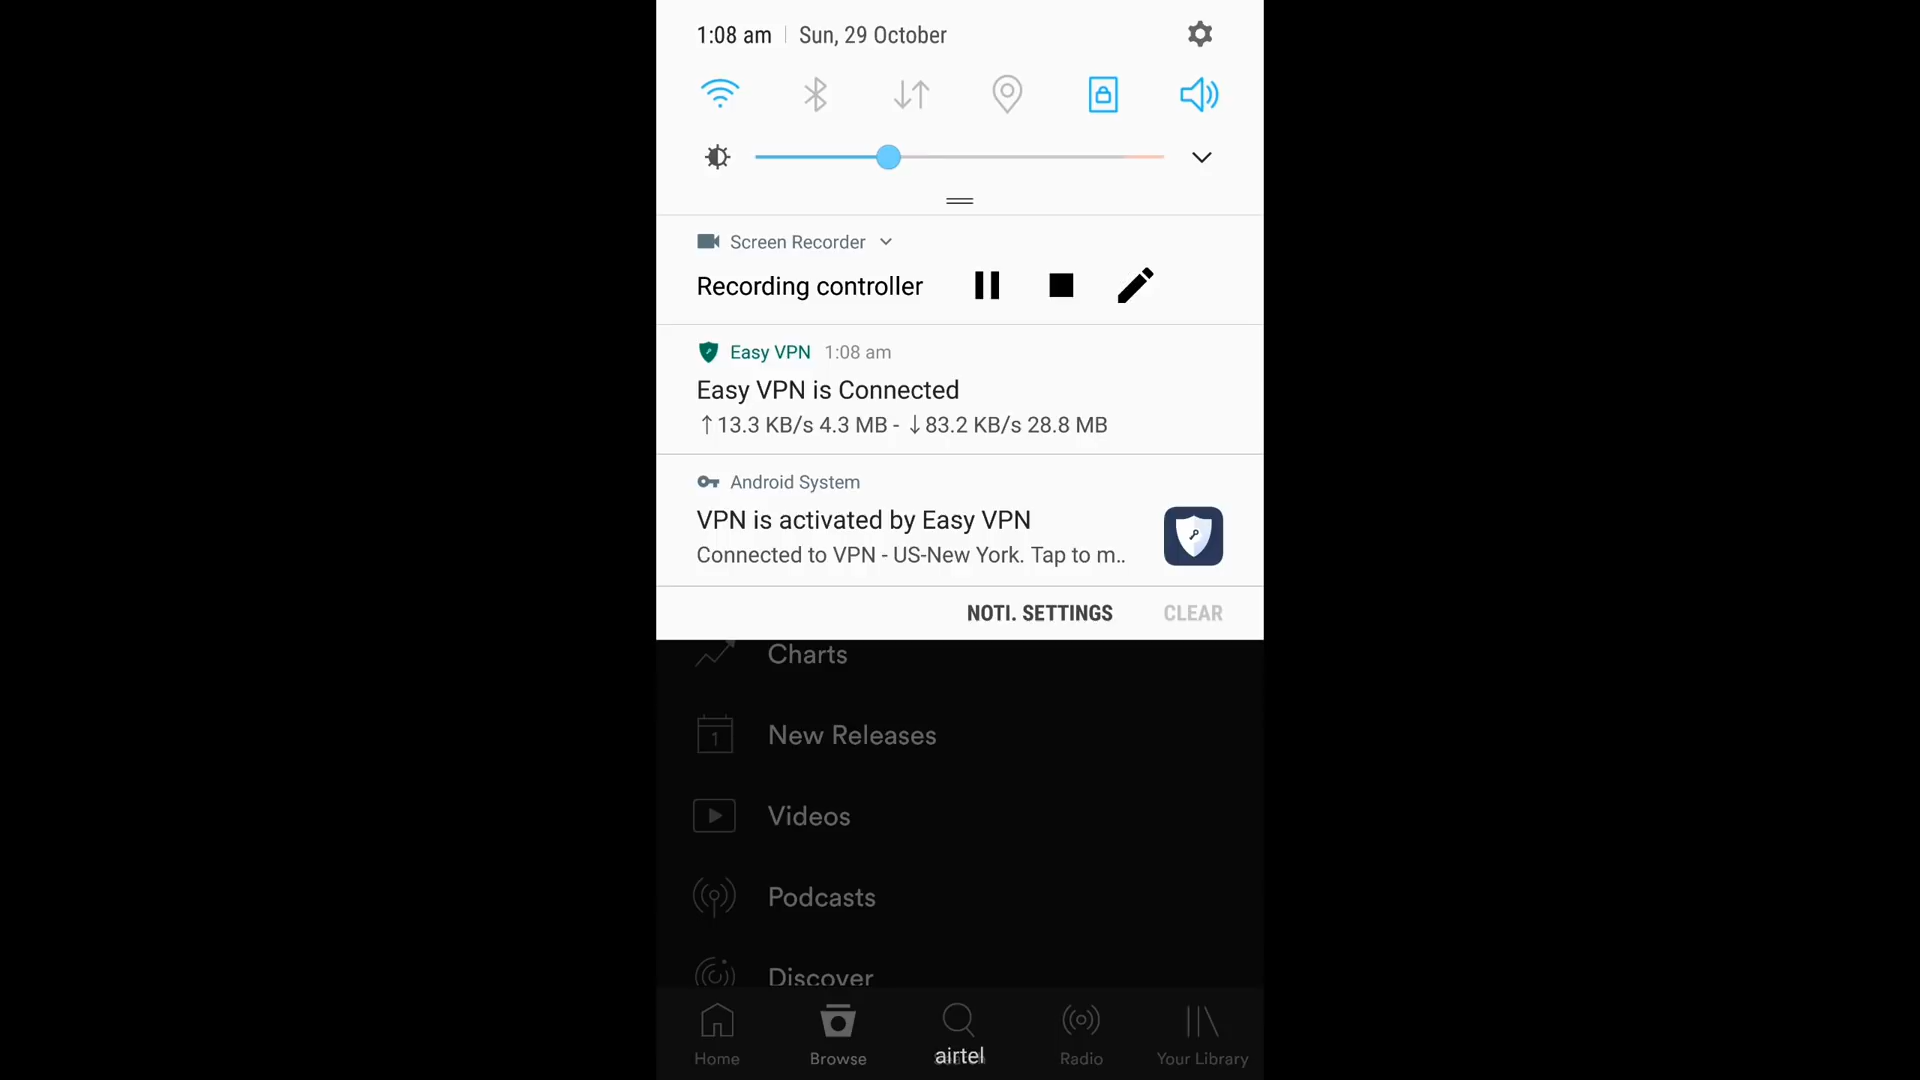 1:08 am | Sun, 29 October
Screen Recorder
Recording controller
Easy VPN 1:08 am
Easy VPN is Connected
↑13.3 KB/s 4.3 MB - ↓83.2 KB/s 28.8 MB
Android System
VPN is activated by Easy VPN
Connected to VPN - US-New York. Tap to m..
NOTI. SETTINGS CLEAR
Charts
1 New Releases
Videos
Podcasts
Discover
Home Browse airtel Radio Your Library